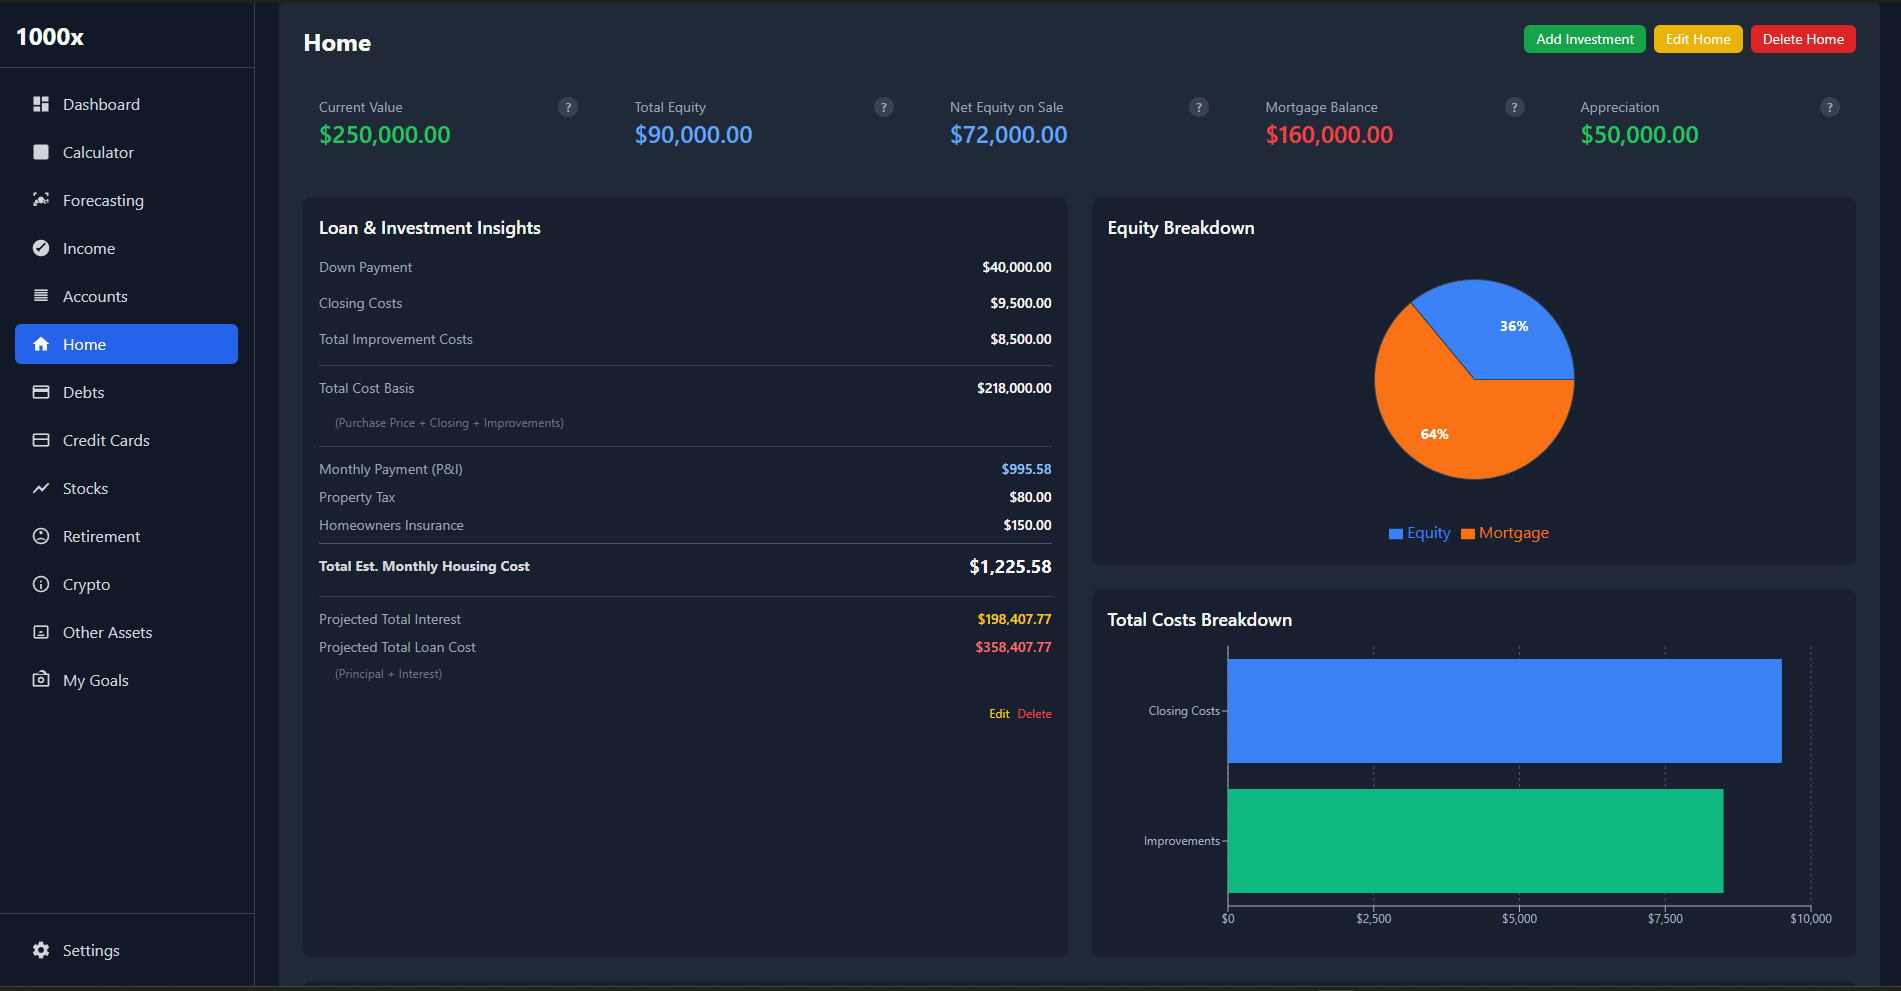 1000x
Dashboard
Calculator
Forecasting
Income
Accounts
Home
Debts
Credit Cards
Stocks
Retirement
Crypto
Other Assets
My Goals
Settings
Home
Add Investment
Edit Home
Delete Home
Current Value ?
$250,000.00
Total Equity ?
$90,000.00
Net Equity on Sale ?
$72,000.00
Mortgage Balance ?
$160,000.00
Appreciation ?
$50,000.00
Loan & Investment Insights
Down Payment $40,000.00
Closing Costs $9,500.00
Total Improvement Costs $8,500.00
Total Cost Basis $218,000.00
(Purchase Price + Closing + Improvements)
Monthly Payment (P&I) $995.58
Property Tax $80.00
Homeowners Insurance $150.00
Total Est. Monthly Housing Cost $1,225.58
Projected Total Interest $198,407.77
Projected Total Loan Cost $358,407.77
(Principal + Interest)
Edit Delete
Equity Breakdown
36%
64%
Equity Mortgage
Total Costs Breakdown
Closing Costs
Improvements
$0 $2,500 $5,000 $7,500 $10,000